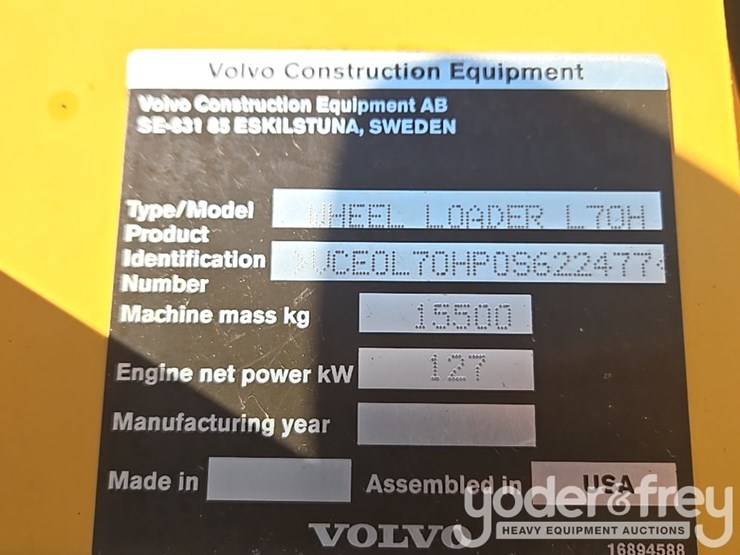 Volvo Construction Equipment
Volvo Construction Equipment AB
SE-631 85 ESKILSTUNA, SWEDEN
Type/Model WHEEL LOADER L70H
Product
Identification >VCE0L70HP0S622477<
Number
Machine mass kg 15500
Engine net power kW 127
Manufacturing year
Made in
Assembled in USA
VOLVO
yoder&frey
HEAVY EQUIPMENT AUCTIONS
16894588